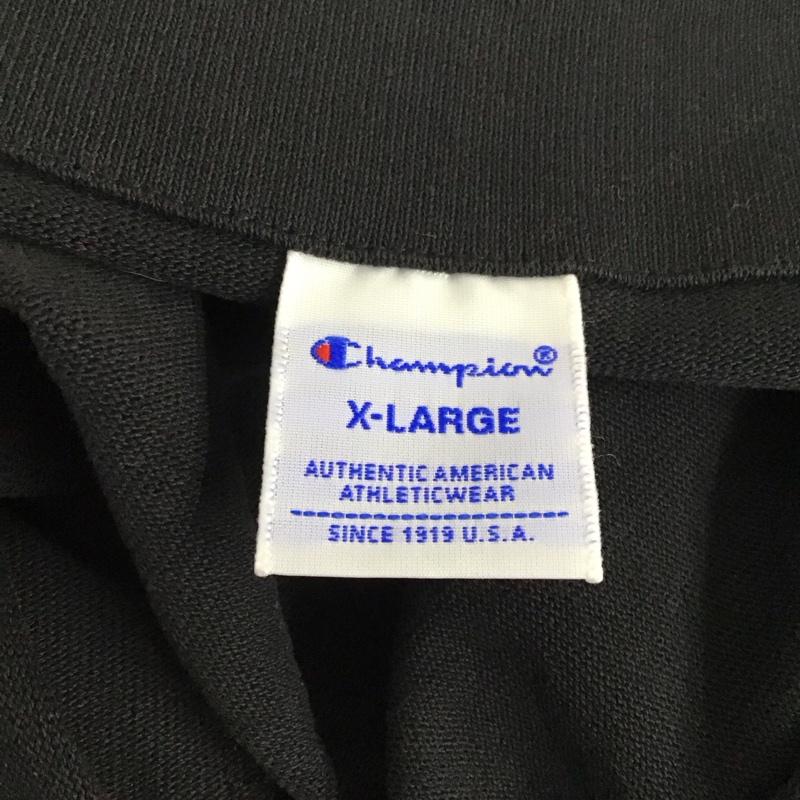 Champion®
X-LARGE
AUTHENTIC AMERICAN
ATHLETICWEAR
SINCE 1919 U.S.A.